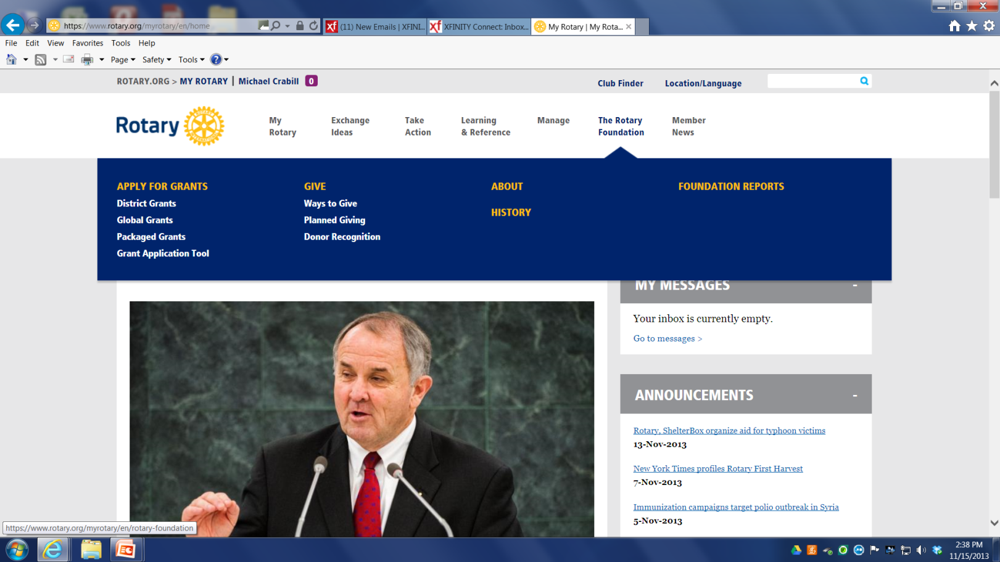 https://www.rotary.org/myrotary/en/home
(11) New Emails | XFINI...
XFINITY Connect: Inbox...
My Rotary | My Rota...
File Edit View Favorites Tools Help
Page Safety Tools
ROTARY.ORG > MY ROTARY | Michael Crabill 0
Club Finder Location/Language
Rotary
My
Rotary
Exchange
Ideas
Take
Action
Learning
& Reference
Manage
The Rotary
Foundation
Member
News
APPLY FOR GRANTS
District Grants
Global Grants
Packaged Grants
Grant Application Tool
GIVE
Ways to Give
Planned Giving
Donor Recognition
ABOUT
HISTORY
FOUNDATION REPORTS
MY MESSAGES -
Your inbox is currently empty.
Go to messages >
ANNOUNCEMENTS -
Rotary, ShelterBox organize aid for typhoon victims
13-Nov-2013
New York Times profiles Rotary First Harvest
7-Nov-2013
Immunization campaigns target polio outbreak in Syria
5-Nov-2013
https://www.rotary.org/myrotary/en/rotary-foundation
2:38 PM
11/15/2013